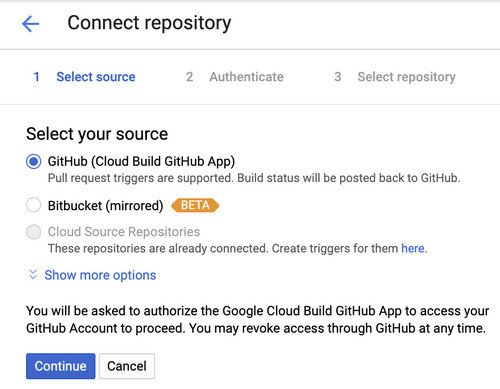 Connect repository
1 Select source 2 Authenticate 3 Select repository
Select your source
GitHub (Cloud Build GitHub App)
Pull request triggers are supported. Build status will be posted back to GitHub.
Bitbucket (mirrored) BETA
Cloud Source Repositories
These repositories are already connected. Create triggers for them here.
Show more options
You will be asked to authorize the Google Cloud Build GitHub App to access your
GitHub Account to proceed. You may revoke access through GitHub at any time.
Continue Cancel